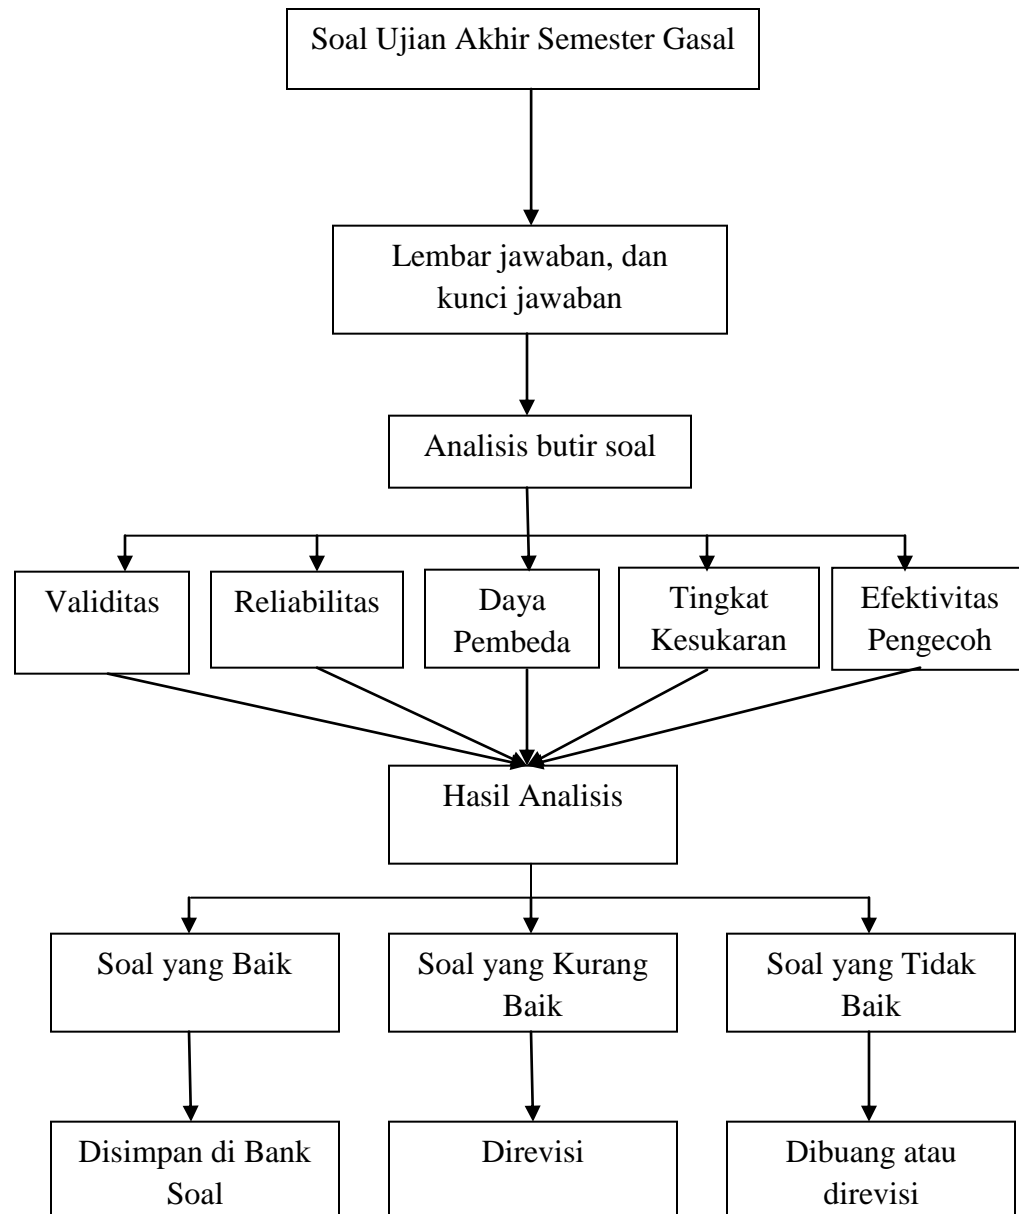 Soal Ujian Akhir Semester Gasal
Lembar jawaban, dan
kunci jawaban
Analisis butir soal
Validitas
Reliabilitas
Daya
Pembeda
Tingkat
Kesukaran
Efektivitas
Pengecoh
Hasil Analisis
Soal yang Baik
Soal yang Kurang
Baik
Soal yang Tidak
Baik
Disimpan di Bank
Soal
Direvisi
Dibuang atau
direvisi